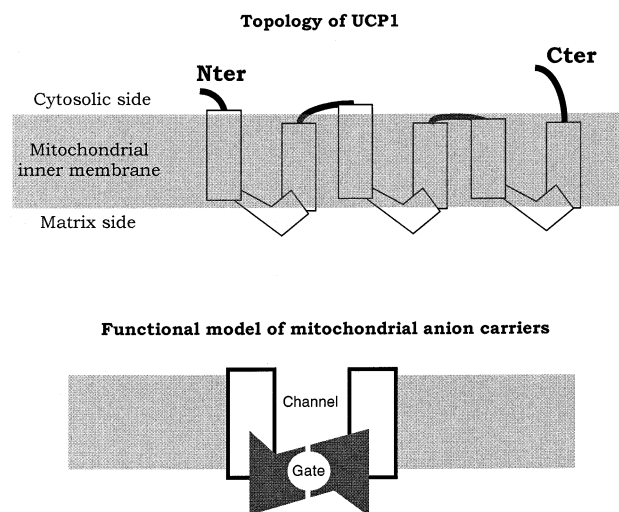 Topology of UCP1
Nter
Cter
Cytosolic side
Mitochondrial
inner membrane
Matrix side
Functional model of mitochondrial anion carriers
Channel
Gate